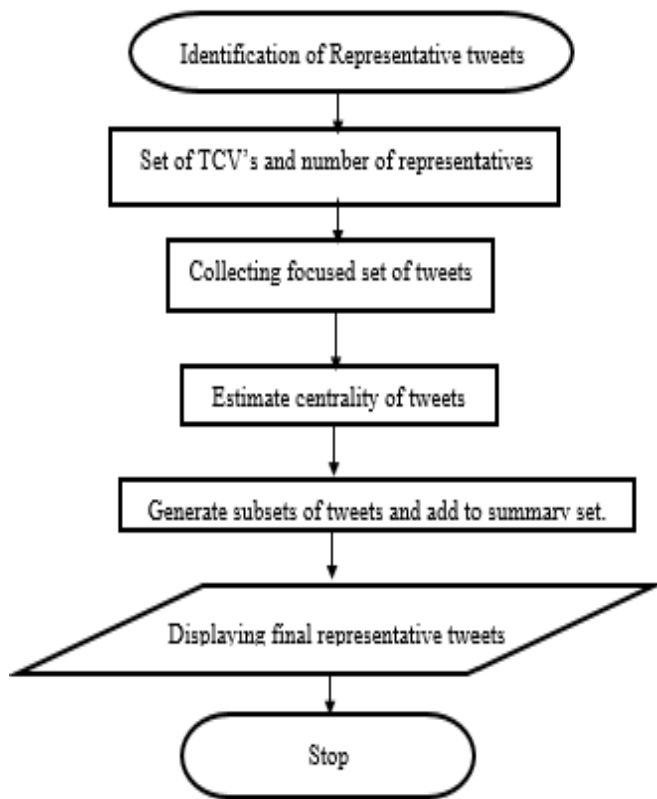 Identification of Representative tweets
Set of TCV's and number of representatives
Collecting focused set of tweets
Estimate centrality of tweets
Generate subsets of tweets and add to summary set.
Displaying final representative tweets
Stop